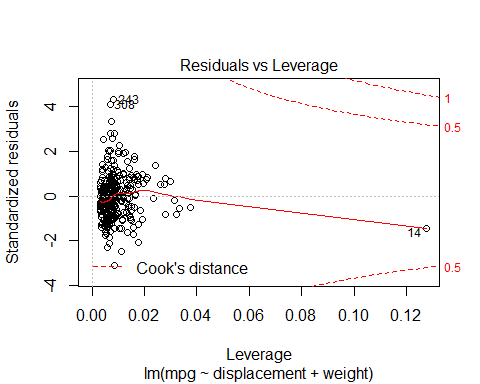 Residuals vs Leverage
Standardized residuals
4
2
0
-2
-4
243
308
14
1
0.5
0.5
Cook's distance
0.00 0.02 0.04 0.06 0.08 0.10 0.12
Leverage
lm(mpg ~ displacement + weight)